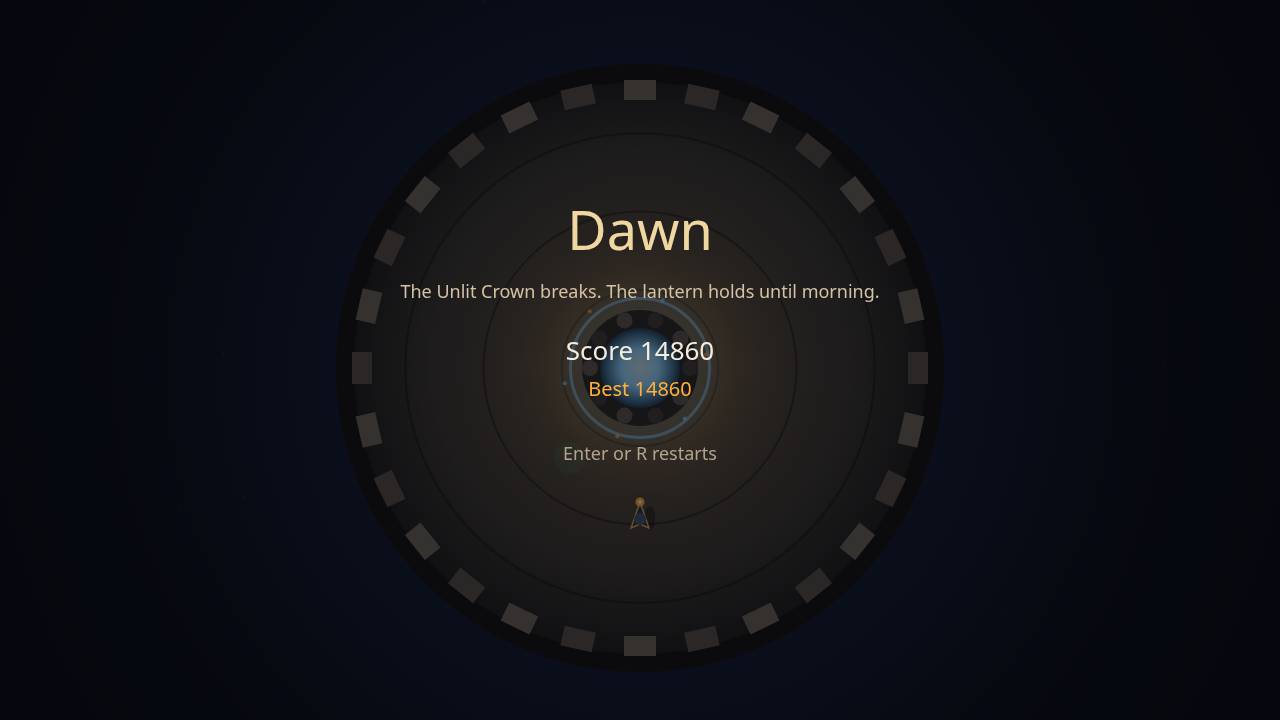 Dawn
The Unlit Crown breaks. The lantern holds until morning.
Score 14860
Best 14860
Enter or R restarts